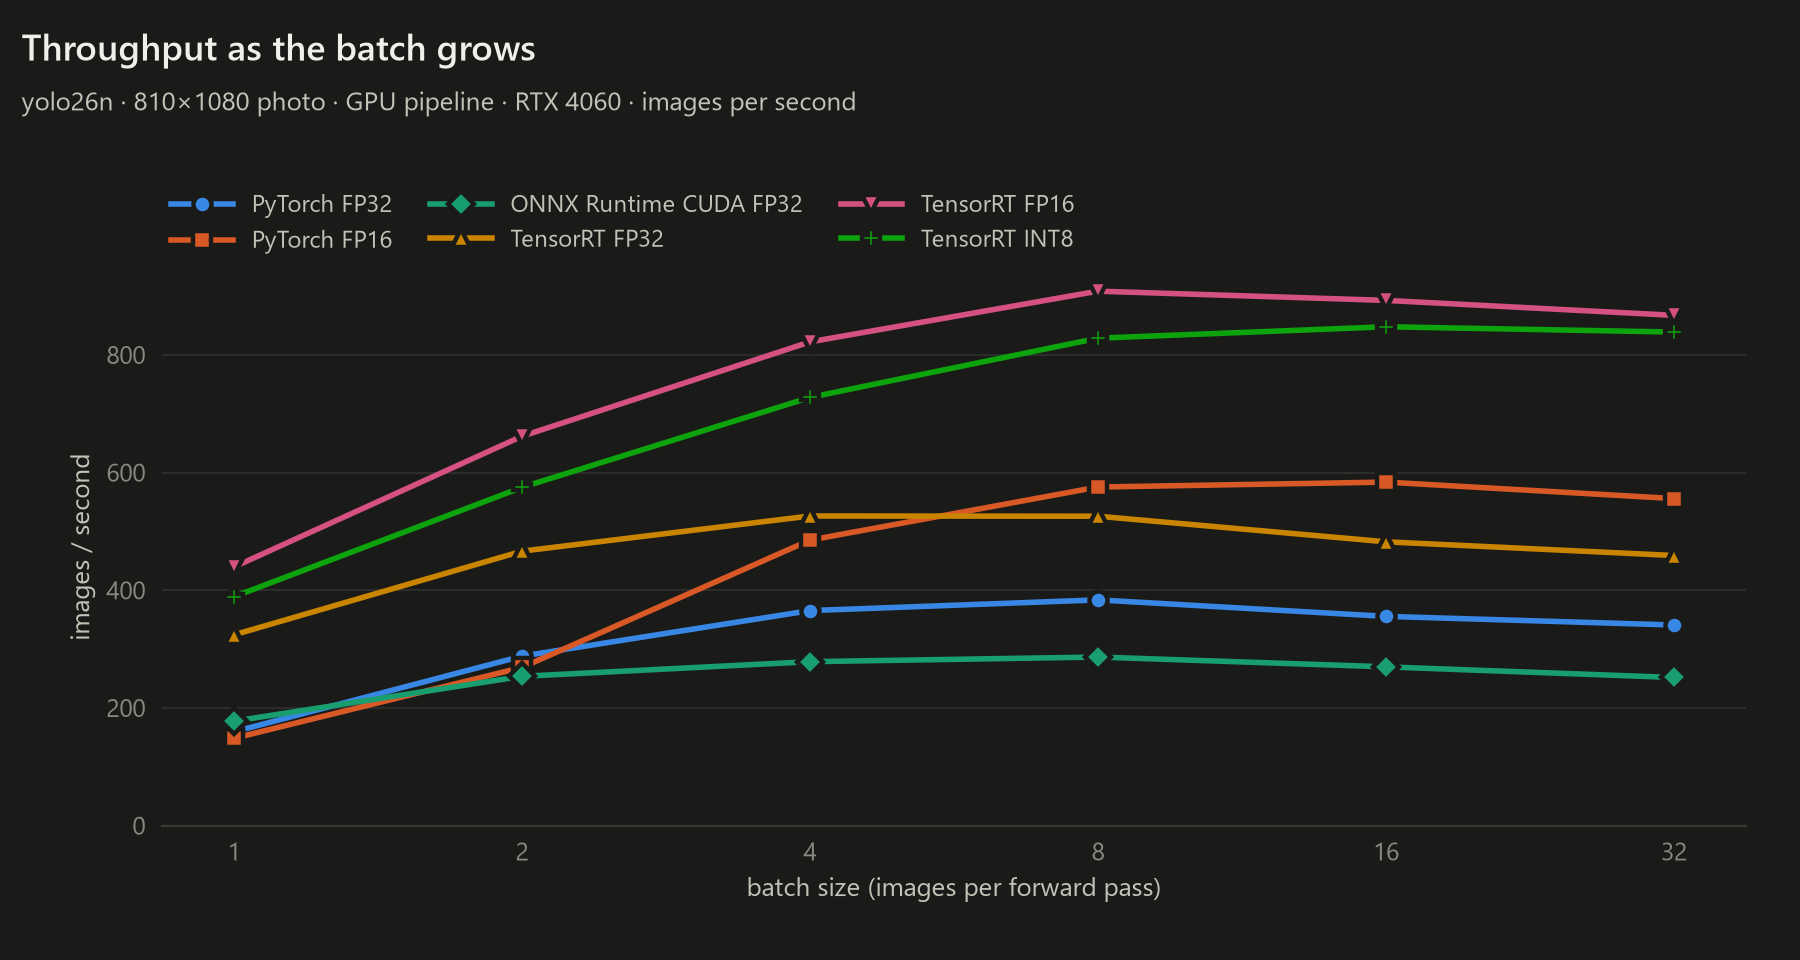 Throughput as the batch grows
yolo26n · 810×1080 photo · GPU pipeline · RTX 4060 · images per second
PyTorch FP32
ONNX Runtime CUDA FP32
TensorRT FP16
PyTorch FP16
TensorRT FP32
TensorRT INT8
800
600
400
200
0
images / second
1 2 4 8 16 32
batch size (images per forward pass)